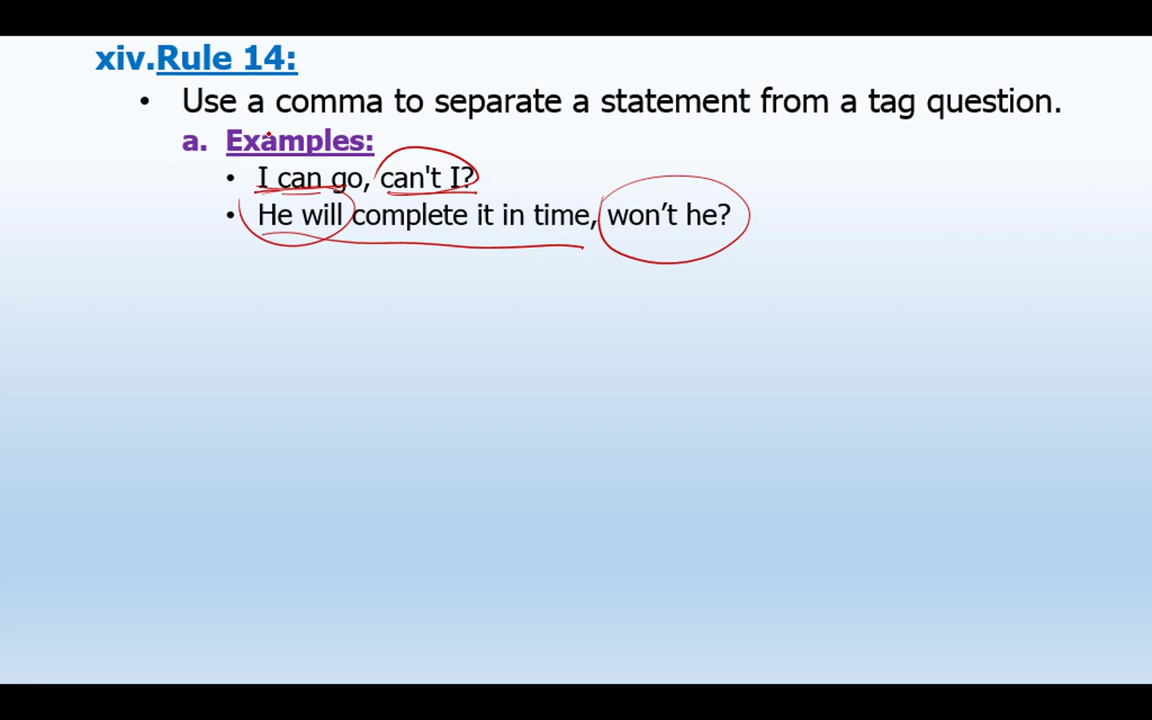 xiv.Rule 14:
• Use a comma to separate a statement from a tag question.
a. Examples:
• I can go, can't I?
• He will complete it in time, won’t he?